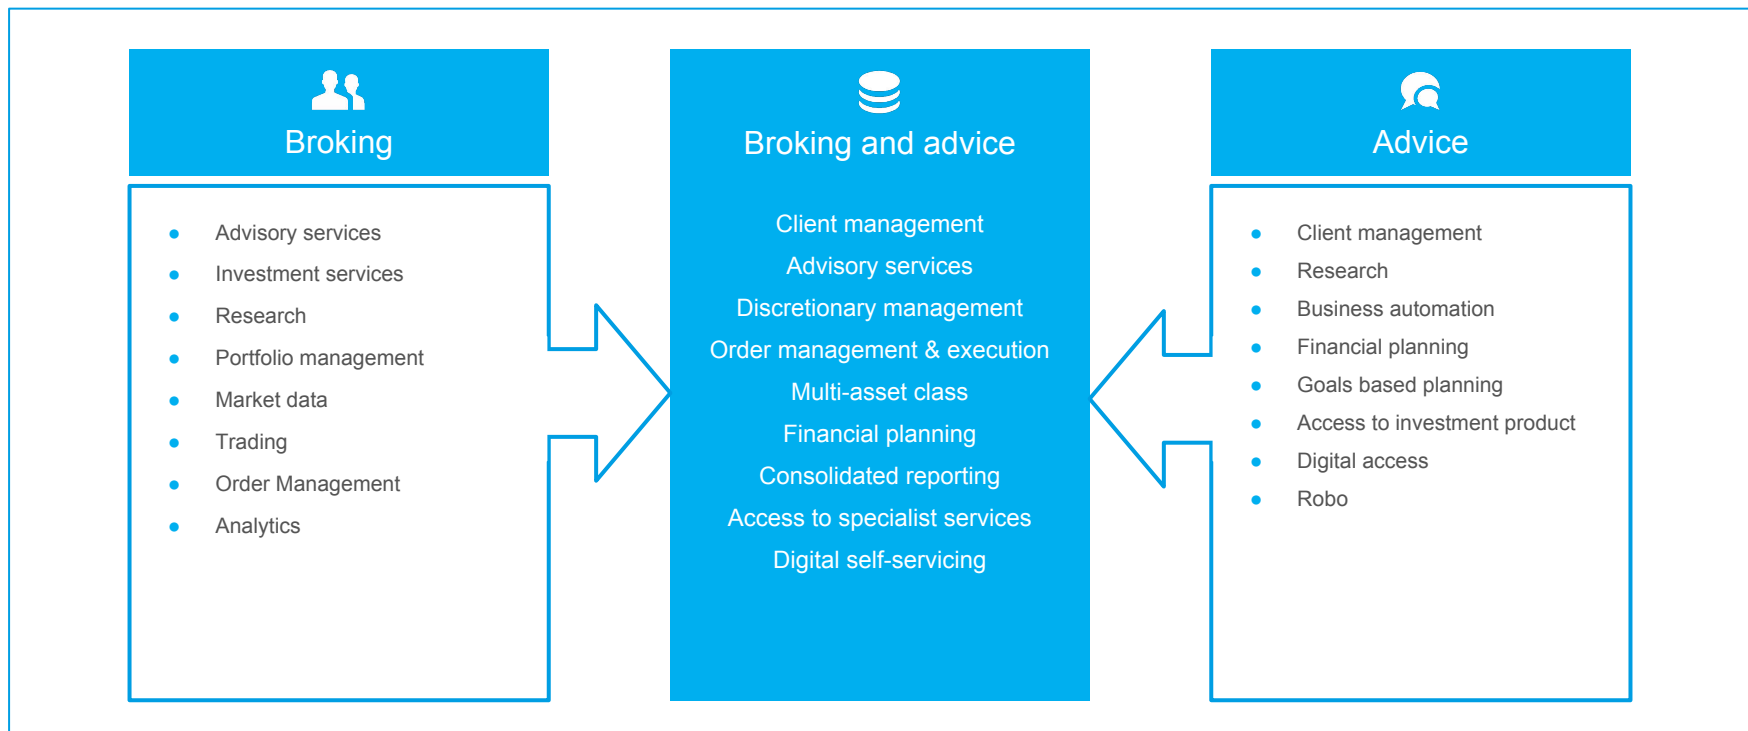 Broking
Advisory services
Investment services
Research
Portfolio management
Market data
Trading
Order Management
Analytics
Broking and advice
Client management
Advisory services
Discretionary management
Order management & execution
Multi-asset class
Financial planning
Consolidated reporting
Access to specialist services
Digital self-servicing
Advice
Client management
Research
Business automation
Financial planning
Goals based planning
Access to investment product
Digital access
Robo